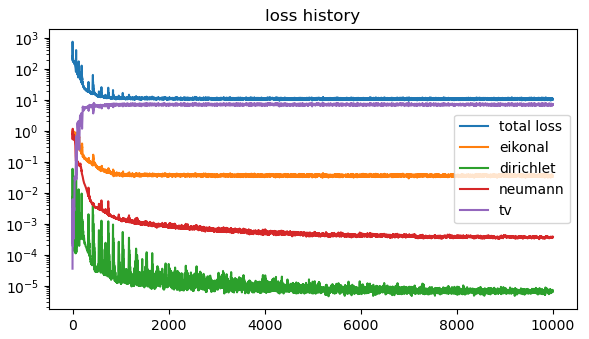 loss history
10³
10²
10¹
10⁰
10⁻¹
10⁻²
10⁻³
10⁻⁴
10⁻⁵
total loss
eikonal
dirichlet
neumann
tv
0 2000 4000 6000 8000 10000